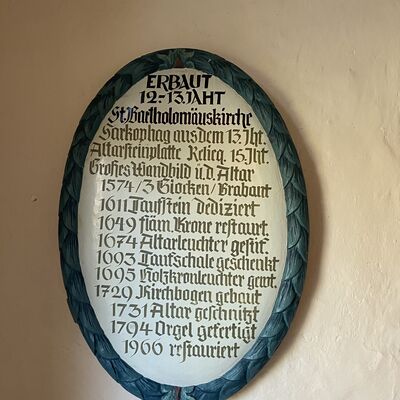 ERBAUT
12.-13.JAHT
St.Bartholomäuskirche
Sarkophag aus dem 13. Jht.
Altarsteinplatte Relicq. 15.Jht.
Großes Wandbild ü.d. Altar
1574/3 Glocken/Brabant
1611 Taufstein dediziert
1649 fläm. Krone restaurt.
1674 Altarleuchter gestif.
1693 Taufschale geschenkt
1695 Holzkronleuchter gewt.
1729 Kirchbogen gebaut
1731 Altar geschnitzt
1794 Orgel gefertigt
1966 restauriert